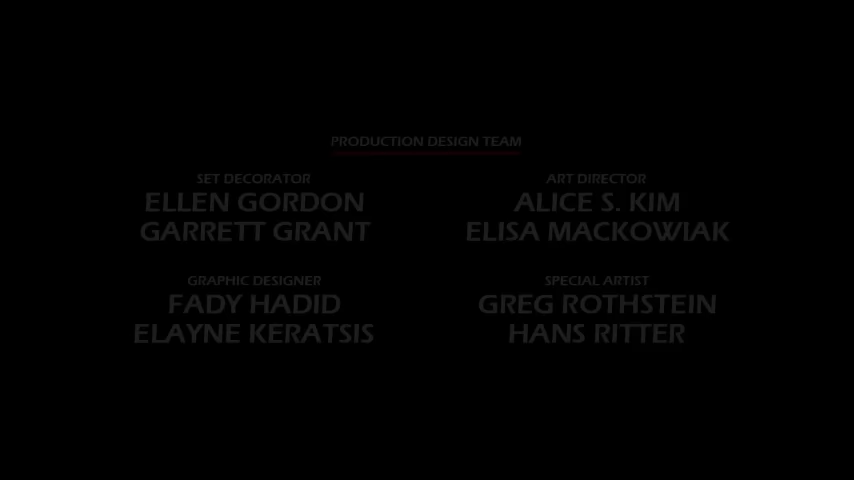 PRODUCTION DESIGN TEAM
SET DECORATOR
ELLEN GORDON
GARRETT GRANT
ART DIRECTOR
ALICE S. KIM
ELISA MACKOWIAK
GRAPHIC DESIGNER
FADY HADID
ELAYNE KERATSIS
SPECIAL ARTIST
GREG ROTHSTEIN
HANS RITTER